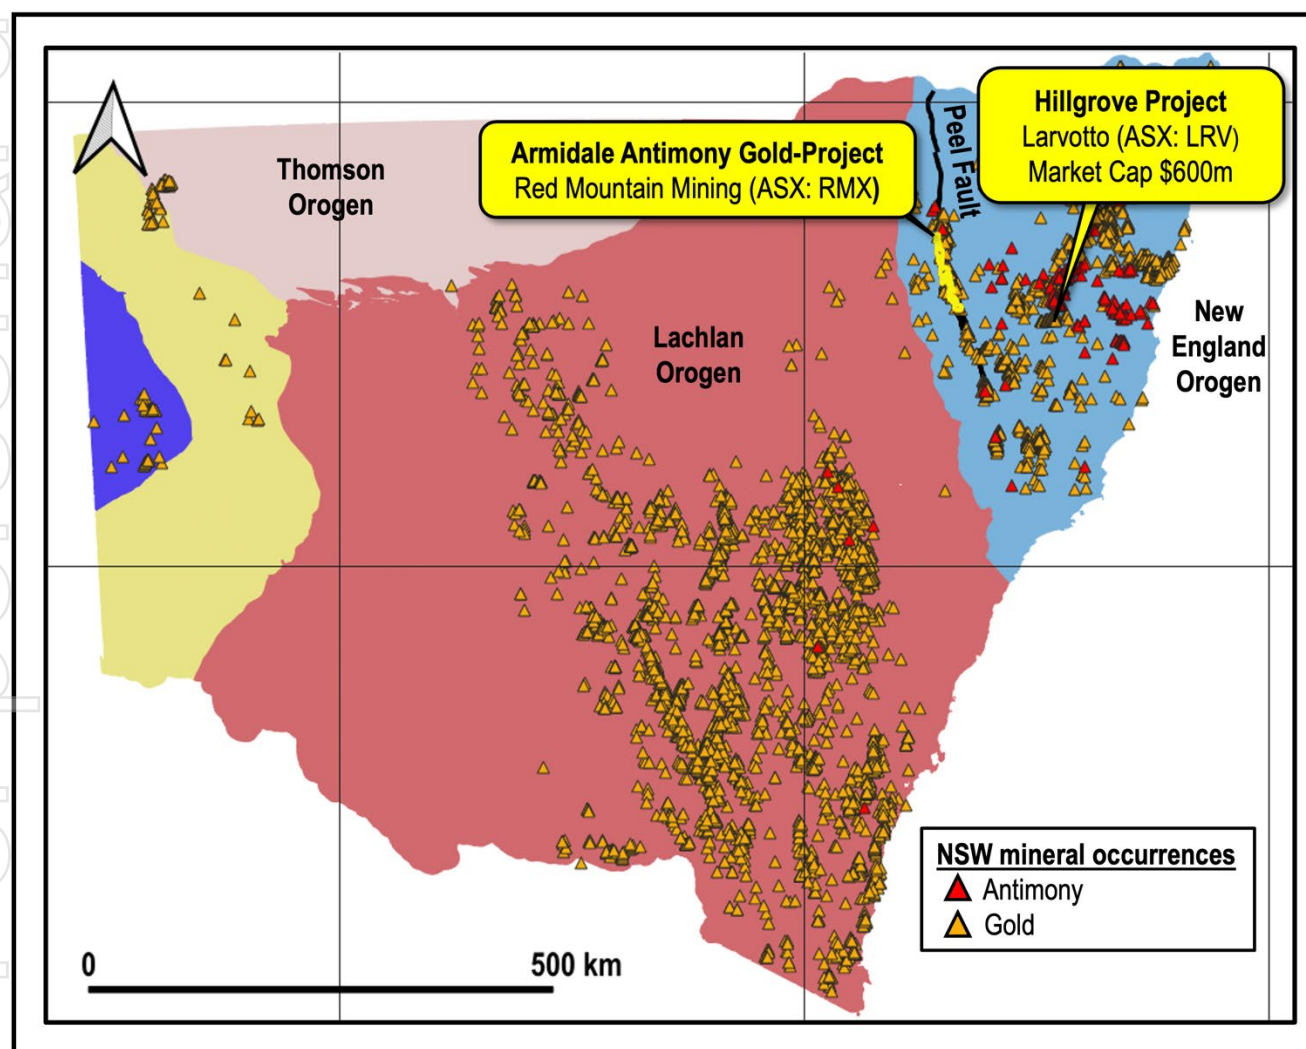 Thomson
Orogen
Armidale Antimony Gold-Project
Red Mountain Mining (ASX: RMX)
Peel Fault
Hillgrove Project
Larvotto (ASX: LRV)
Market Cap $600m
Lachlan
Orogen
New
England
Orogen
NSW mineral occurrences
Antimony
Gold
0
500 km